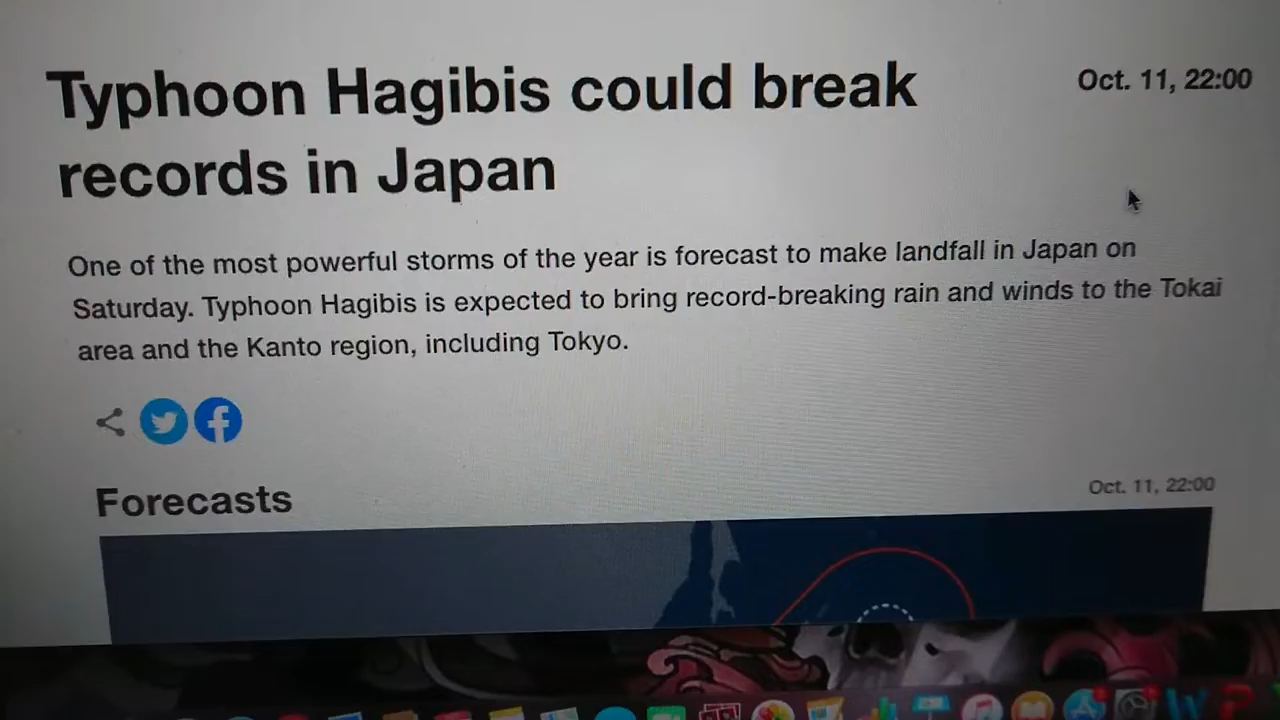 Typhoon Hagibis could break
records in Japan
Oct. 11, 22:00
One of the most powerful storms of the year is forecast to make landfall in Japan on
Saturday. Typhoon Hagibis is expected to bring record-breaking rain and winds to the Tokai
area and the Kanto region, including Tokyo.
Forecasts
Oct. 11, 22:00